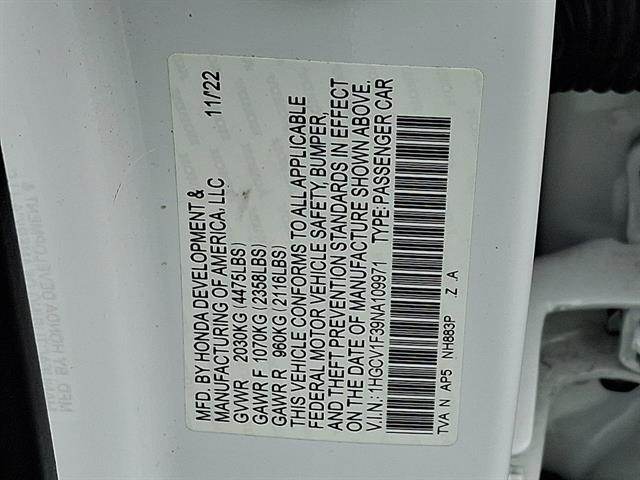 MFD. BY HONDA DEVELOPMENT &
MANUFACTURING OF AMERICA, LLC 11/22
GVWR 2030KG (4475LBS)
GAWR F 1070KG (2358LBS)
GAWR R 960KG (2116LBS)
THIS VEHICLE CONFORMS TO ALL APPLICABLE
FEDERAL MOTOR VEHICLE SAFETY, BUMPER,
AND THEFT PREVENTION STANDARDS IN EFFECT
ON THE DATE OF MANUFACTURE SHOWN ABOVE.
V.I.N.: 1HGCV1F39NA109971 TYPE:PASSENGER CAR
TVA N AP5 NH883P Z A